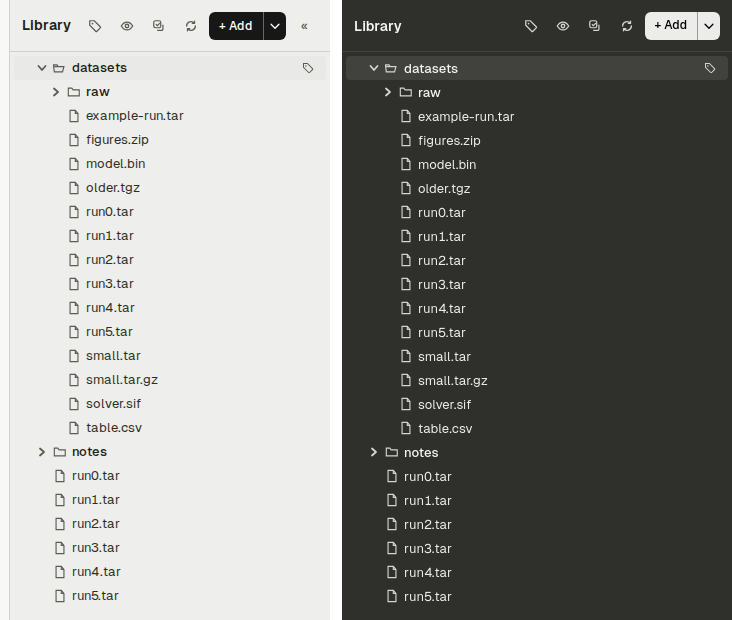 Library + Add «
datasets
raw
example-run.tar
figures.zip
model.bin
older.tgz
run0.tar
run1.tar
run2.tar
run3.tar
run4.tar
run5.tar
small.tar
small.tar.gz
solver.sif
table.csv
notes
run0.tar
run1.tar
run2.tar
run3.tar
run4.tar
run5.tar
Library + Add
datasets
raw
example-run.tar
figures.zip
model.bin
older.tgz
run0.tar
run1.tar
run2.tar
run3.tar
run4.tar
run5.tar
small.tar
small.tar.gz
solver.sif
table.csv
notes
run0.tar
run1.tar
run2.tar
run3.tar
run4.tar
run5.tar